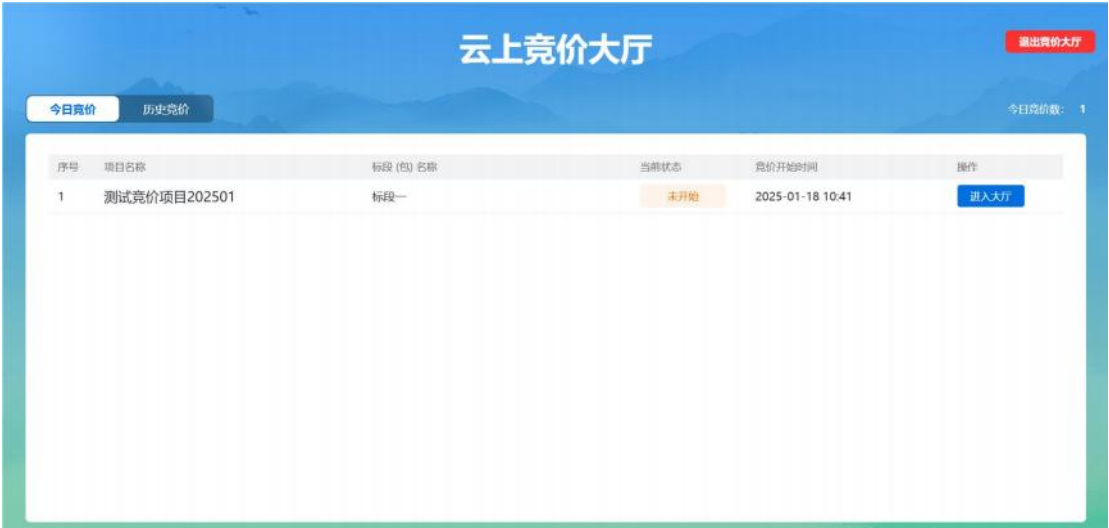 云上竞价大厅
退出竞价大厅
今日竞价 历史竞价 今日竞价数: 1
序号 项目名称 标段 (包) 名称 当前状态 竞价开始时间 操作
1 测试竞价项目202501 标段一 未开始 2025-01-18 10:41 进入大厅